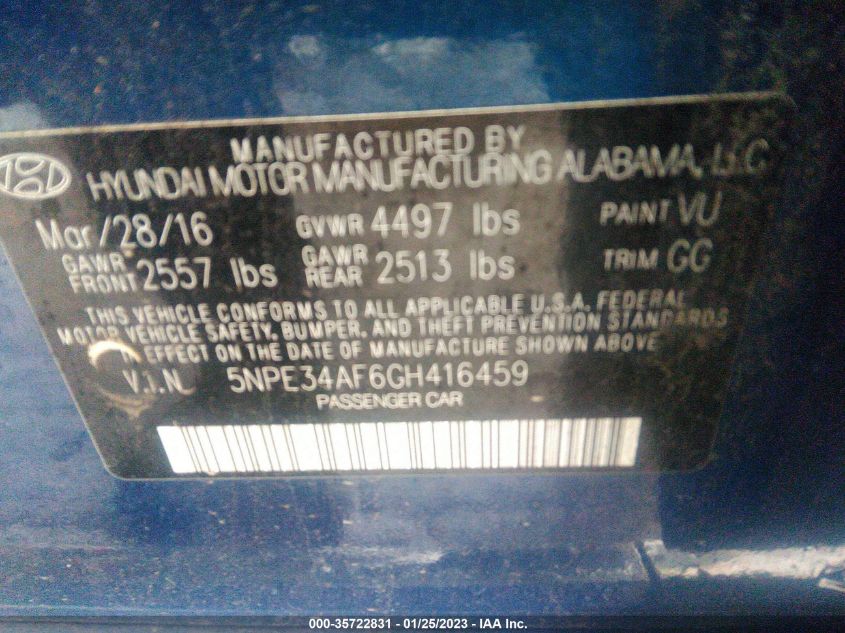 MANUFACTURED BY
HYUNDAI MOTOR MANUFACTURING ALABAMA, LLC
Mar/28/16 GVWR 4497 lbs PAINT VU
GAWR FRONT 2557 lbs GAWR REAR 2513 lbs TRIM GG
THIS VEHICLE CONFORMS TO ALL APPLICABLE U.S.A. FEDERAL
MOTOR VEHICLE SAFETY, BUMPER, AND THEFT PREVENTION STANDARDS
EFFECT ON THE DATE OF MANUFACTURE SHOWN ABOVE
V.I.N 5NPE34AF6GH416459
PASSENGER CAR
000-35722831 - 01/25/2023 - IAA Inc.